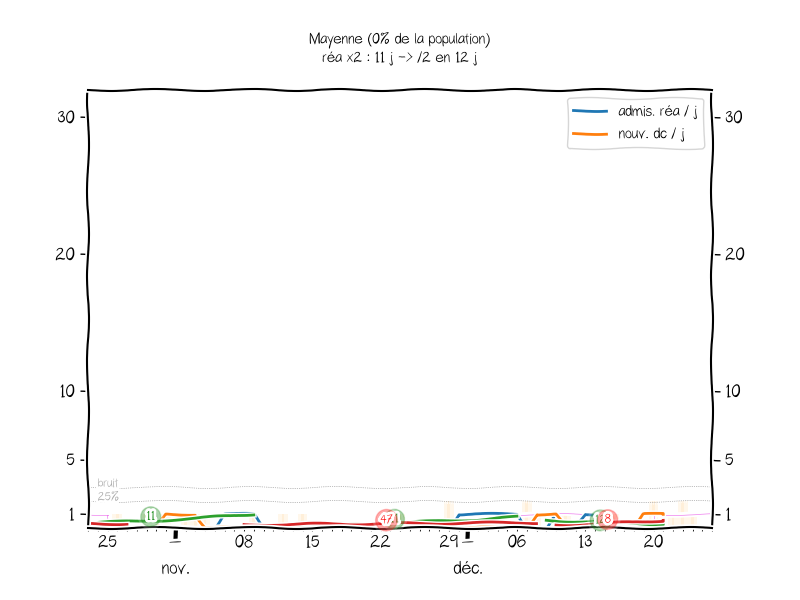 Mayenne (0% de la population)
réa x2 : 11 j -> /2 en 12 j
admis. réa / j
nouv. dc / j
30 30
20 20
10 10
5 5
bruit
25%
1 1
11 47 8
25 08 15 22 29 06 13 20
nov. déc.